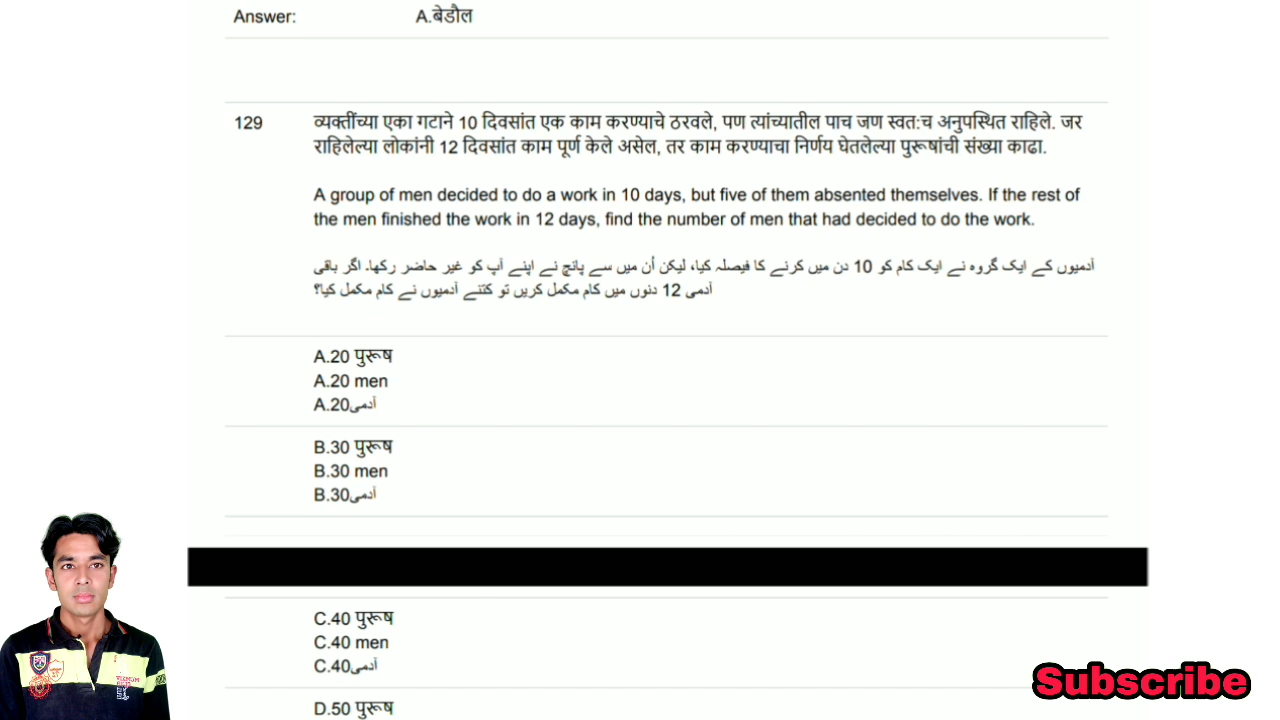 Answer: A.बेडौल
129 व्यक्तींच्या एका गटाने 10 दिवसांत एक काम करण्याचे ठरवले, पण त्यांच्यातील पाच जण स्वत:च अनुपस्थित राहिले. जर
राहिलेल्या लोकांनी 12 दिवसांत काम पूर्ण केले असेल, तर काम करण्याचा निर्णय घेतलेल्या पुरूषांची संख्या काढा.
A group of men decided to do a work in 10 days, but five of them absented themselves. If the rest of
the men finished the work in 12 days, find the number of men that had decided to do the work.
آدمیوں کے ایک گروہ نے ایک کام کو 10 دن میں کرنے کا فیصلہ کیا، لیکن اُن میں سے پانچ نے اپنے آپ کو غیر حاضر رکھا۔ اگر باقی
آدمی 12 دنوں میں کام مکمل کریں تو کتنے آدمیوں نے کام مکمل کیا؟
A.20 पुरूष
A.20 men
A.20آدمی
B.30 पुरूष
B.30 men
B.30آدمی
C.40 पुरूष
C.40 men
C.40آدمی
D.50 पुरूष
Subscribe